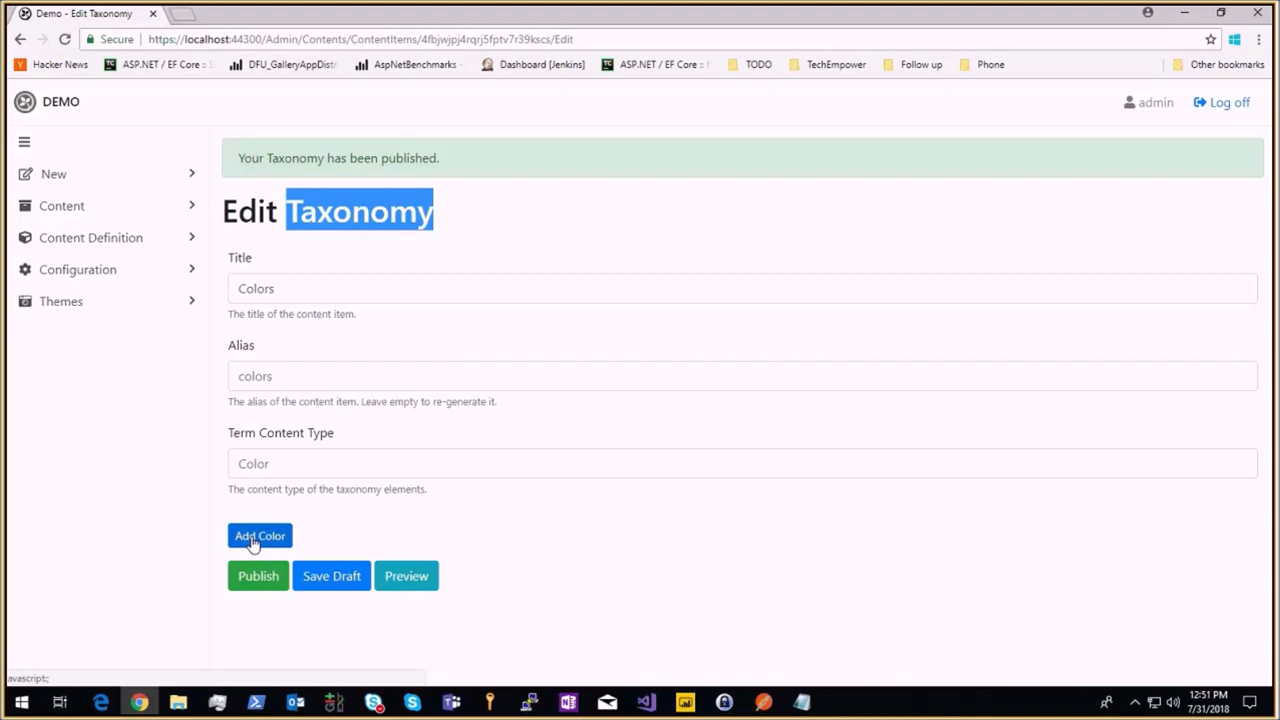 Demo - Edit Taxonomy
Secure https://localhost:44300/Admin/Contents/ContentItems/4fbjwjpj4rqrj5fptv7r39kscs/Edit
Hacker News ASP.NET / EF Core :: S DFU_GalleryAppDist AspNetBenchmarks - Dashboard [Jenkins] ASP.NET / EF Core :: TODO TechEmpower Follow up Phone Other bookmarks
DEMO admin Log off
New
Content
Content Definition
Configuration
Themes
Your Taxonomy has been published.
Edit Taxonomy
Title
Colors
The title of the content item.
Alias
colors
The alias of the content item. Leave empty to re-generate it.
Term Content Type
Color
The content type of the taxonomy elements.
Add Color
Publish Save Draft Preview
avascript:;
12:51 PM
7/31/2018